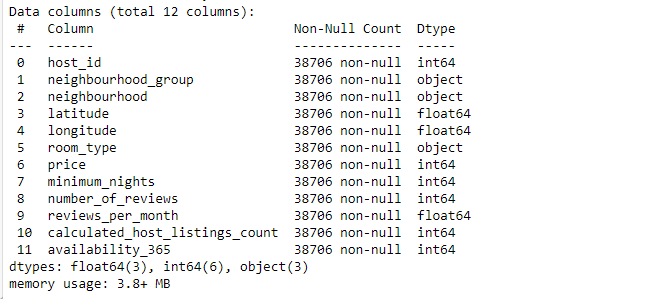 Data columns (total 12 columns):
 #   Column                          Non-Null Count  Dtype
---  ------                          --------------  -----
 0   host_id                         38706 non-null  int64
 1   neighbourhood_group             38706 non-null  object
 2   neighbourhood                   38706 non-null  object
 3   latitude                        38706 non-null  float64
 4   longitude                       38706 non-null  float64
 5   room_type                       38706 non-null  object
 6   price                           38706 non-null  int64
 7   minimum_nights                  38706 non-null  int64
 8   number_of_reviews               38706 non-null  int64
 9   reviews_per_month               38706 non-null  float64
 10  calculated_host_listings_count  38706 non-null  int64
 11  availability_365                38706 non-null  int64
dtypes: float64(3), int64(6), object(3)
memory usage: 3.8+ MB